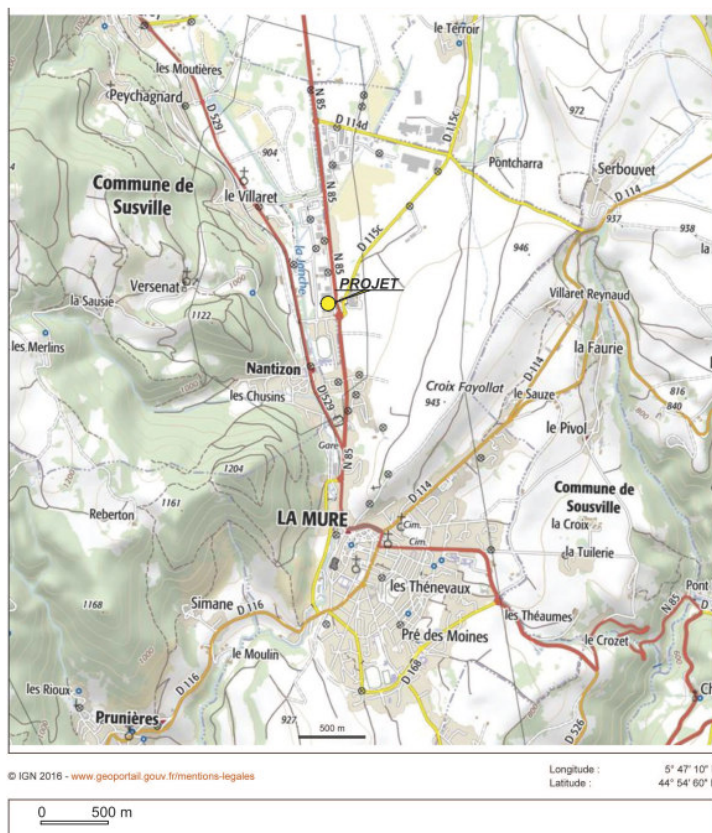 le Terroir
les Moutières
Peychagnard
D 529
N 85
D 114d
D 115c
972
904
Pontcharra
Serbouvet
D 114
Commune de
Susville
le Villaret
N 85
937
938
la
946
D 115c
la Jonche
N 85
1000
Versenat
PROJET
la Sausie
1122
Villaret Reynaud
les Merlins
la Faurie
Nantizon
D 114
816
840
Croix Fayollat
943
le Sauze
les Chusins
D 529
le Pivol
Gare
1204
N 85
1161
Reberton
Commune de
Sousville
D 114
LA MURE
Cim.
Cim.
la Croix
la Tuilerie
les Thénevaux
1168
Simane
D 116
les Théaumes
Pont
N 85
Pré des Moines
le Crozet
le Moulin
D 168
les Rioux
D 116
Prunières
927
500 m
D 526
© IGN 2016 - www.geoportail.gouv.fr/mentions-legales
Longitude : 5° 47' 10"
Latitude : 44° 54' 60"
0 500 m